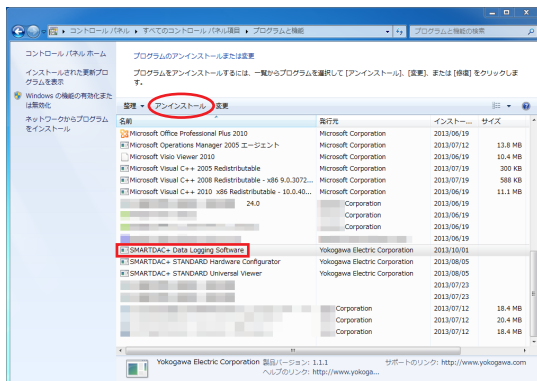 コントロール パネル ▸ すべてのコントロール パネル項目 ▸ プログラムと機能
プログラムと機能の検索
コントロール パネル ホーム
インストールされた更新プログラムを表示
Windows の機能の有効化または無効化
ネットワークからプログラムをインストール
プログラムのアンインストールまたは変更
プログラムをアンインストールするには、一覧からプログラムを選択して [アンインストール]、[変更]、または [修復] をクリックします。
整理 アンインストール 変更
名前 発行元 インストー... サイズ
Microsoft Office Professional Plus 2010 Microsoft Corporation 2013/06/19
Microsoft Operations Manager 2005 エージェント Microsoft Corporation 2013/07/12 13.8 MB
Microsoft Visio Viewer 2010 Microsoft Corporation 2013/06/19 10.4 MB
Microsoft Visual C++ 2005 Redistributable Microsoft Corporation 2013/07/19 300 KB
Microsoft Visual C++ 2008 Redistributable - x86 9.0.3072... Microsoft Corporation 2013/07/19 588 KB
Microsoft Visual C++ 2010 x86 Redistributable - 10.0.40... Microsoft Corporation 2013/06/19 11.1 MB
24.0 Corporation 2013/06/19
Corporation 2013/06/19
Corporation 2013/06/19
2013/06/19
SMARTDAC+ Data Logging Software Yokogawa Electric Corporation 2013/10/01
SMARTDAC+ STANDARD Hardware Configurator Yokogawa Electric Corporation 2013/08/05
SMARTDAC+ STANDARD Universal Viewer Yokogawa Electric Corporation 2013/08/05
2013/07/23
2013/07/23
Corporation 2013/07/12 18.4 MB
Corporation 2013/07/12 20.4 MB
Corporation 2013/07/12 18.4 MB
Yokogawa Electric Corporation 製品バージョン: 1.1.1 サポートのリンク: http://www.yokogawa.com
ヘルプのリンク: http://www.yokoga...